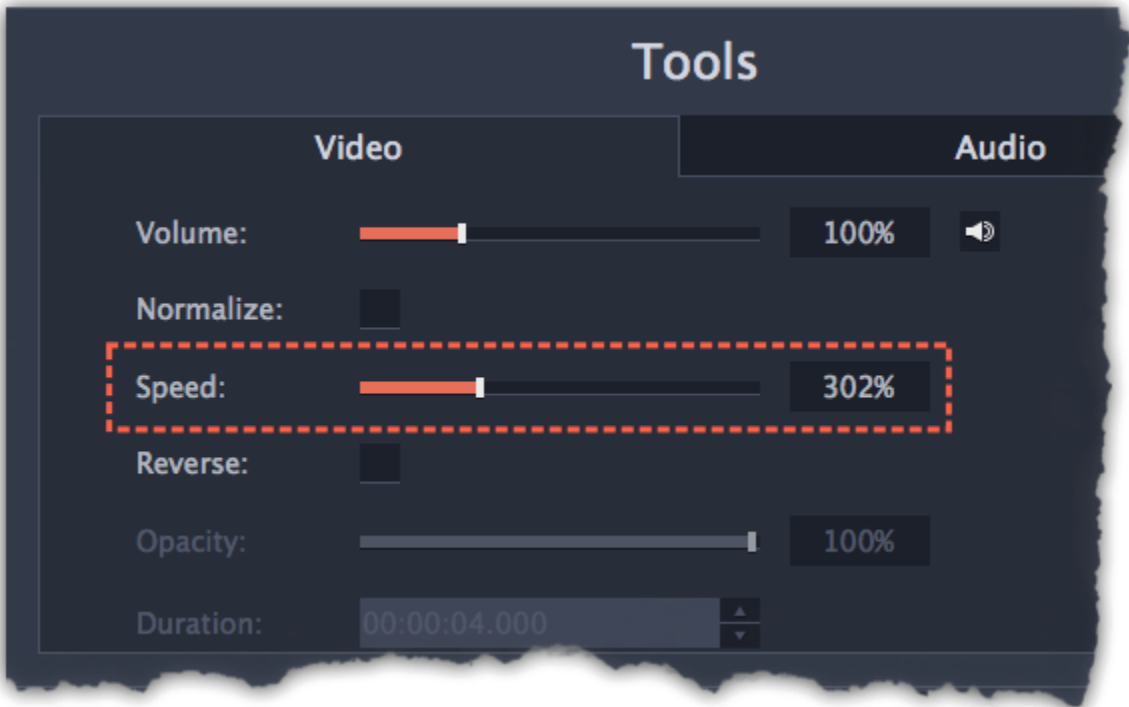 Tools
Video Audio
Volume: 100%
Normalize:
Speed: 302%
Reverse:
Opacity: 100%
Duration: 00:00:04.000